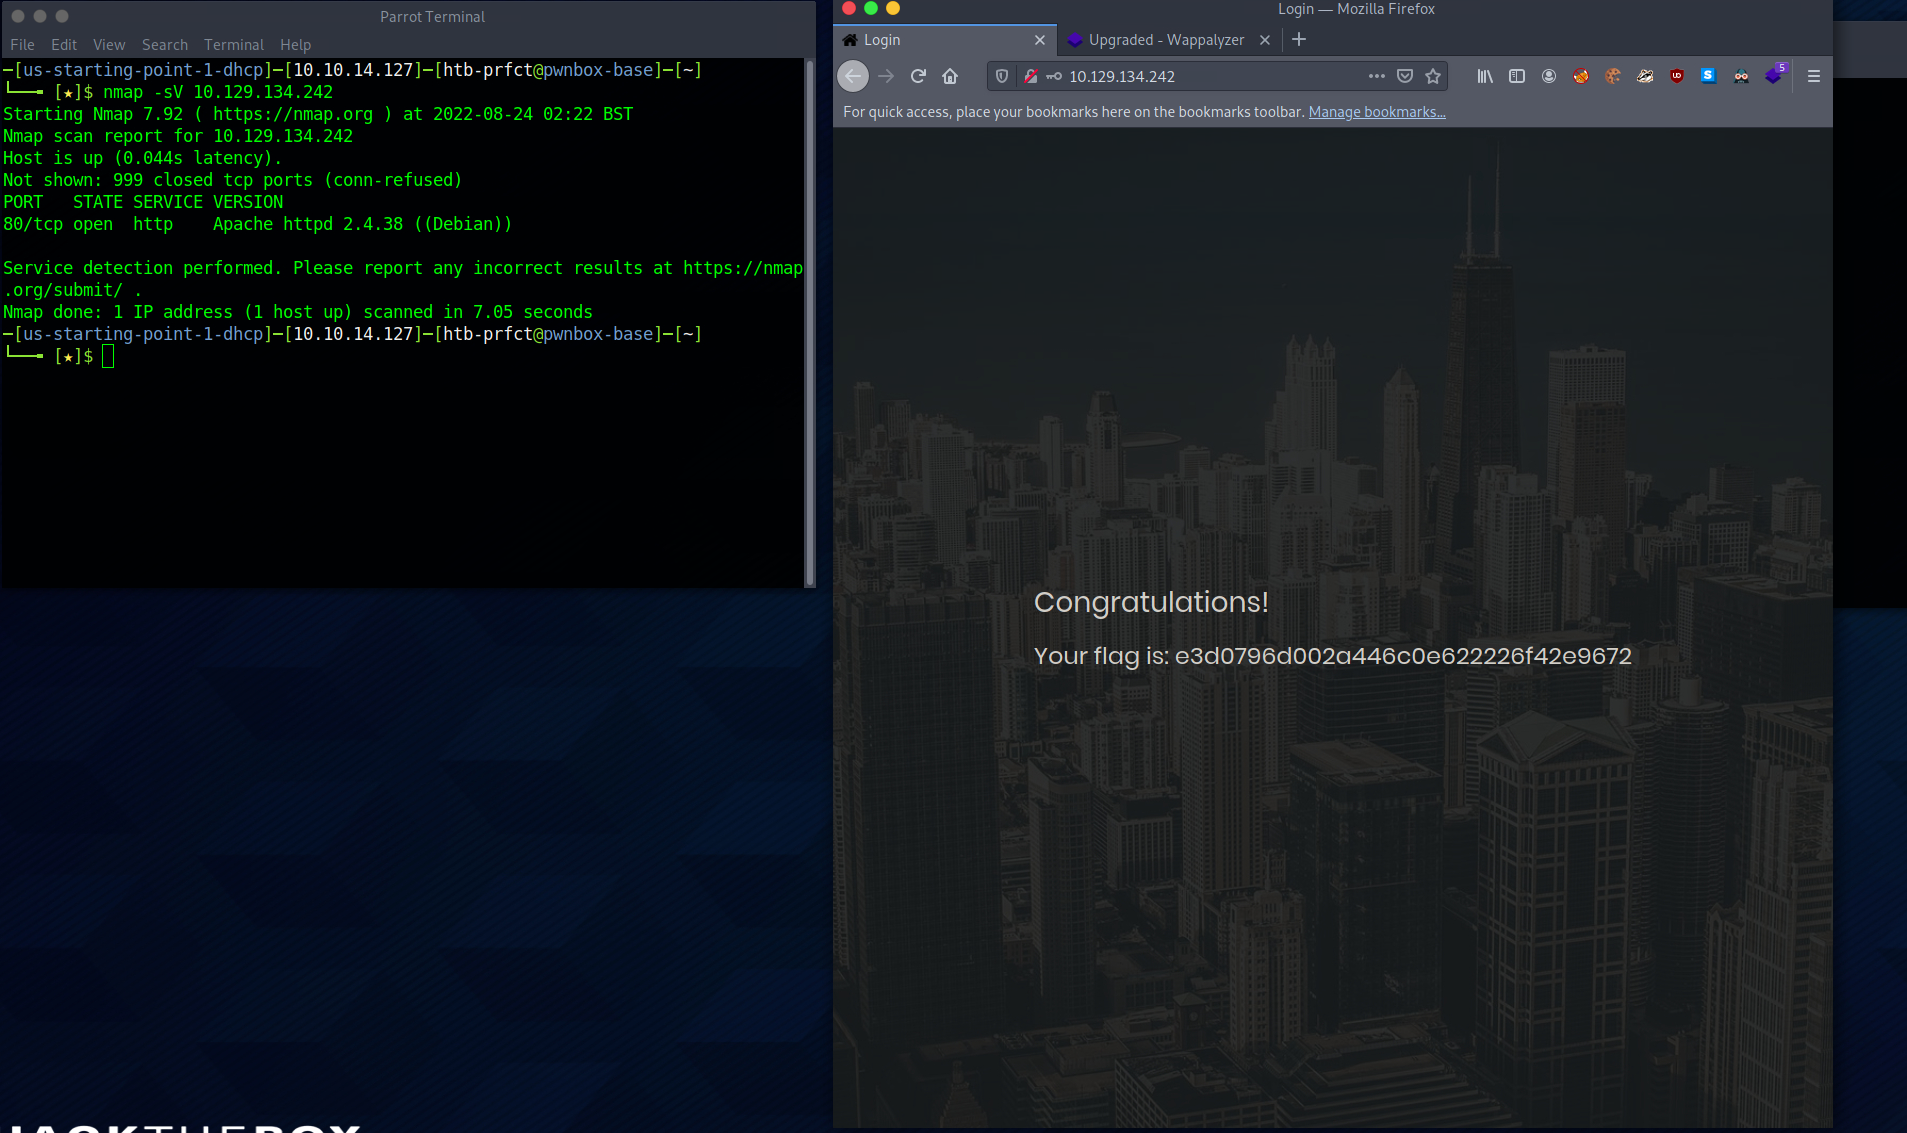 Parrot Terminal
File Edit View Search Terminal Help
─[us-starting-point-1-dhcp]─[10.10.14.127]─[htb-prfct@pwnbox-base]─[~]
└──╼ [★]$ nmap -sV 10.129.134.242
Starting Nmap 7.92 ( https://nmap.org ) at 2022-08-24 02:22 BST
Nmap scan report for 10.129.134.242
Host is up (0.044s latency).
Not shown: 999 closed tcp ports (conn-refused)
PORT   STATE SERVICE VERSION
80/tcp open  http    Apache httpd 2.4.38 ((Debian))
Service detection performed. Please report any incorrect results at https://nmap
.org/submit/ .
Nmap done: 1 IP address (1 host up) scanned in 7.05 seconds
─[us-starting-point-1-dhcp]─[10.10.14.127]─[htb-prfct@pwnbox-base]─[~]
└──╼ [★]$
Login — Mozilla Firefox
Login
Upgraded - Wappalyzer
10.129.134.242
5
For quick access, place your bookmarks here on the bookmarks toolbar. Manage bookmarks...
Congratulations!
Your flag is: e3d0796d002a446c0e622226f42e9672
HACKTHEBOX